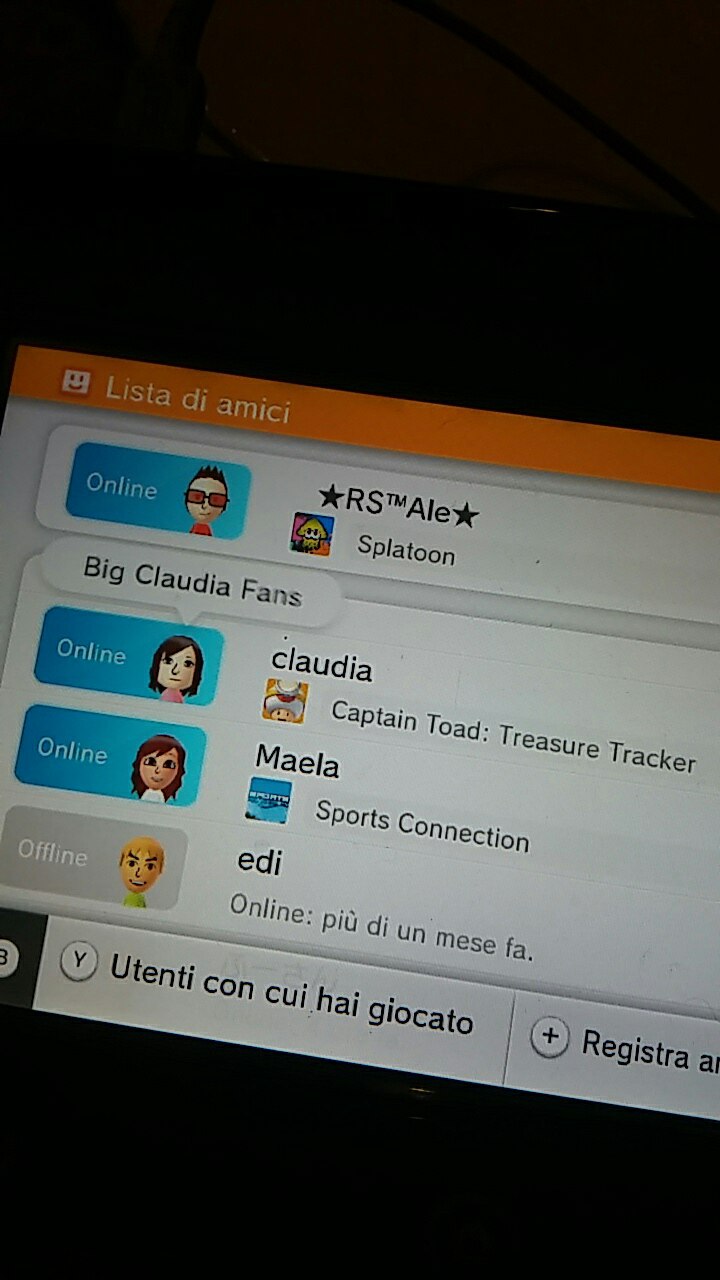 Lista di amici
Online
★RS™Ale★
Splatoon
Big Claudia Fans
Online
claudia
Captain Toad: Treasure Tracker
Online
Maela
SPORTS
Sports Connection
Offline
edi
Online: più di un mese fa.
B
Y Utenti con cui hai giocato
+ Registra